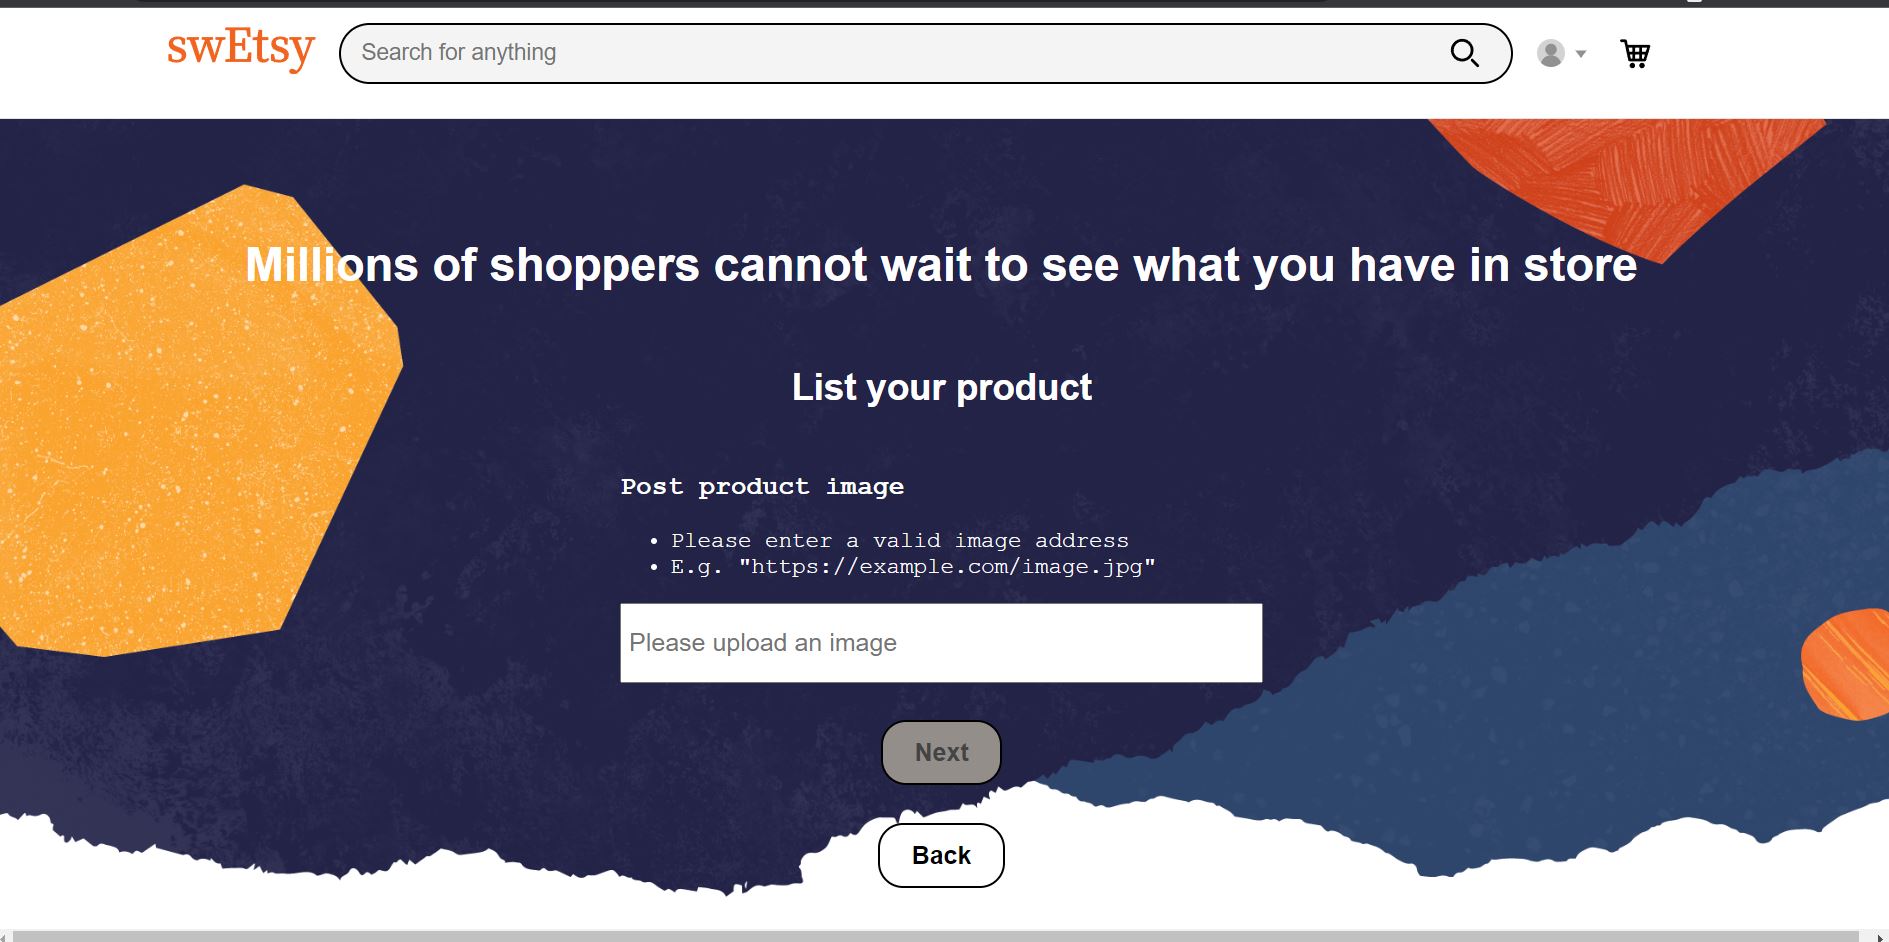 swEtsy
Search for anything
Millions of shoppers cannot wait to see what you have in store
List your product
Post product image
Please enter a valid image address
E.g. "https://example.com/image.jpg"
Please upload an image
Next
Back